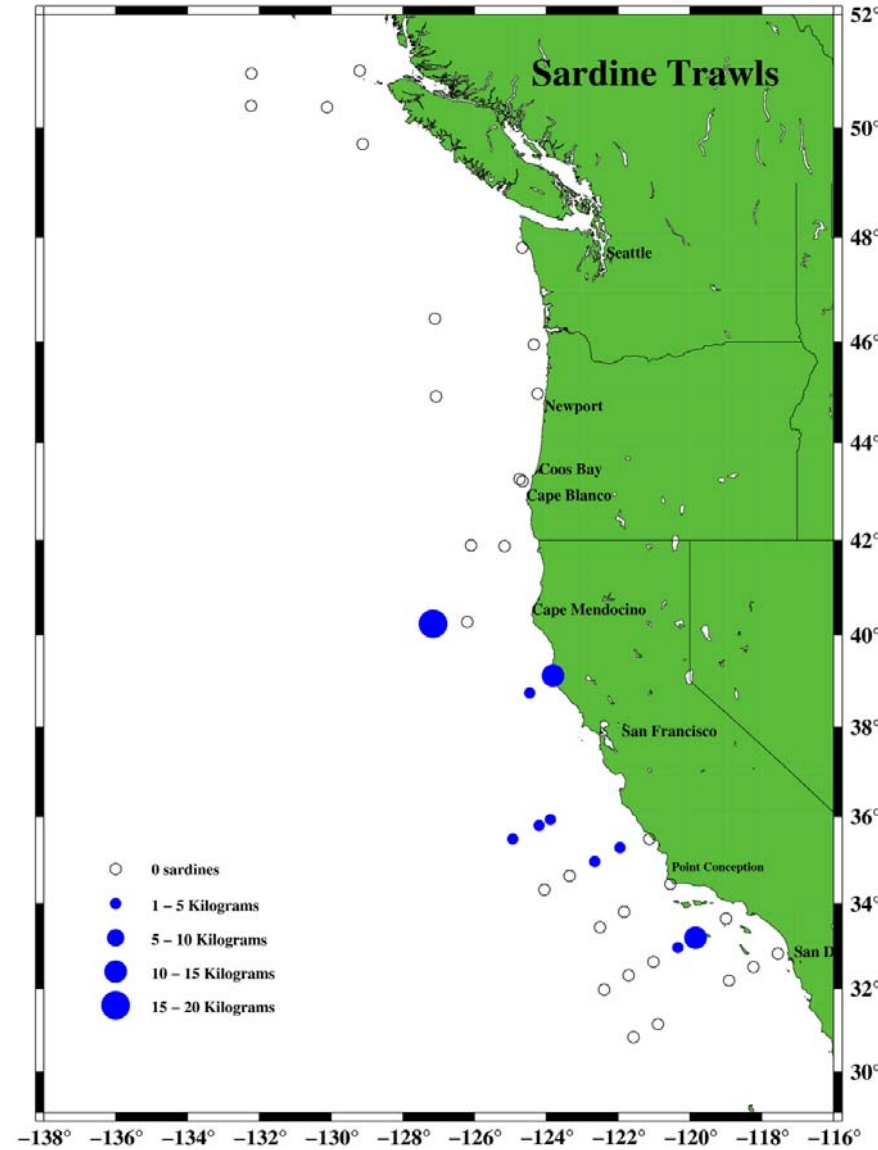 52°
Sardine Trawls
50°
48°
Seattle
46°
Newport
44°
Coos Bay
Cape Blanco
42°
Cape Mendocino
40°
38°
San Francisco
36°
Point Conception
0 sardines
1 – 5 Kilograms
34°
5 – 10 Kilograms
San D
10 – 15 Kilograms
32°
15 – 20 Kilograms
30°
−138° −136° −134° −132° −130° −128° −126° −124° −122° −120° −118° −116°